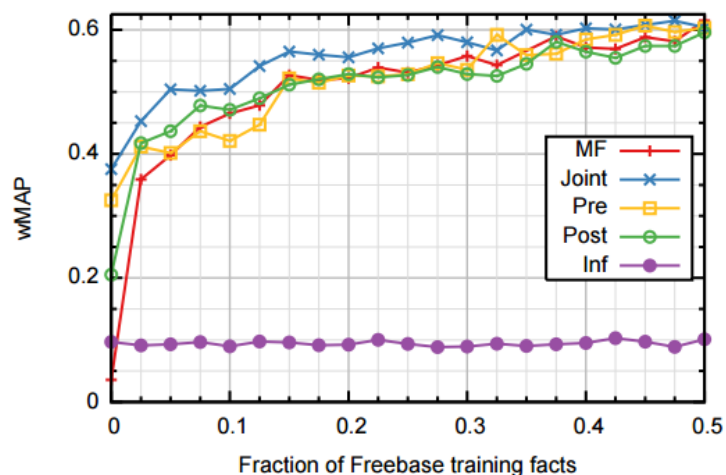 0.6
0.4
0.2
0
wMAP
MF
Joint
Pre
Post
Inf
0 0.1 0.2 0.3 0.4 0.5
Fraction of Freebase training facts